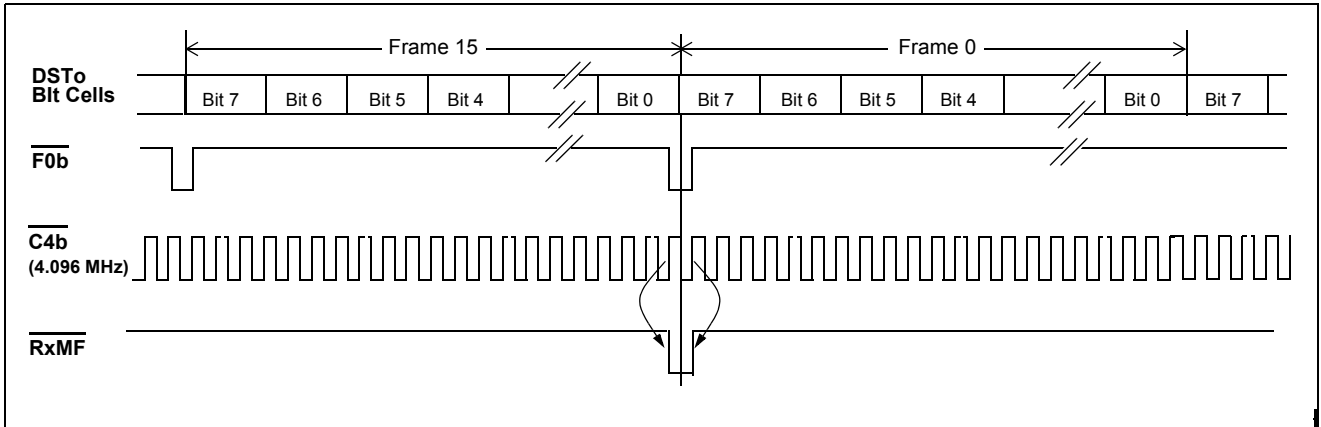 Frame 15 Frame 0
DSTo
BIt Cells
Bit 7 Bit 6 Bit 5 Bit 4 Bit 0 Bit 7 Bit 6 Bit 5 Bit 4 Bit 0 Bit 7
F0b
C4b
(4.096 MHz)
RxMF